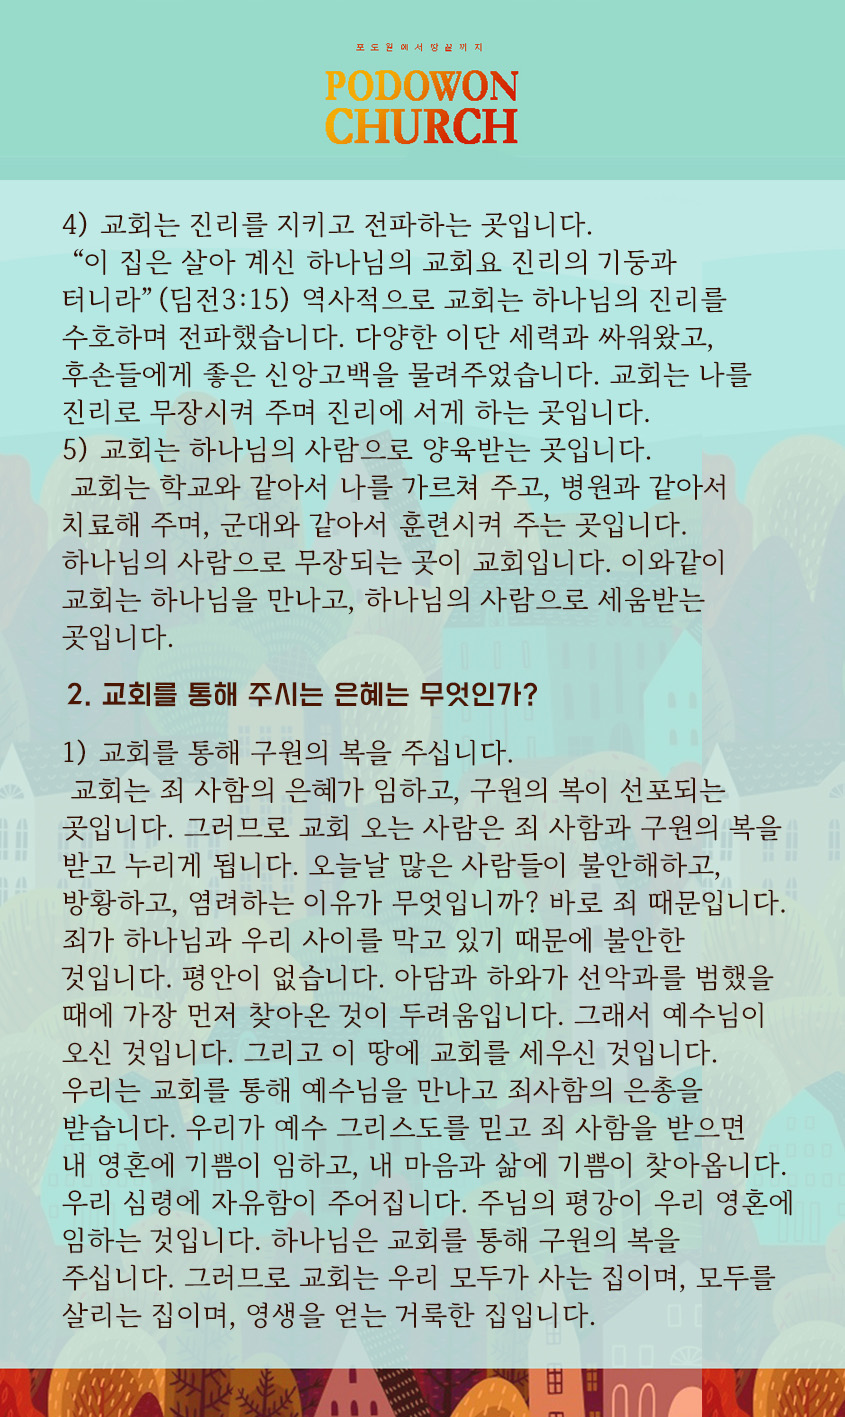 포도원에서땅끝까지
PODOWON
CHURCH
4) 교회는 진리를 지키고 전파하는 곳입니다.
“이 집은 살아 계신 하나님의 교회요 진리의 기둥과
터니라”(딤전3:15) 역사적으로 교회는 하나님의 진리를
수호하며 전파했습니다. 다양한 이단 세력과 싸워왔고,
후손들에게 좋은 신앙고백을 물려주었습니다. 교회는 나를
진리로 무장시켜 주며 진리에 서게 하는 곳입니다.
5) 교회는 하나님의 사람으로 양육받는 곳입니다.
교회는 학교와 같아서 나를 가르쳐 주고, 병원과 같아서
치료해 주며, 군대와 같아서 훈련시켜 주는 곳입니다.
하나님의 사람으로 무장되는 곳이 교회입니다. 이와같이
교회는 하나님을 만나고, 하나님의 사람으로 세움받는
곳입니다.
2. 교회를 통해 주시는 은혜는 무엇인가?
1) 교회를 통해 구원의 복을 주십니다.
교회는 죄 사함의 은혜가 임하고, 구원의 복이 선포되는
곳입니다. 그러므로 교회 오는 사람은 죄 사함과 구원의 복을
받고 누리게 됩니다. 오늘날 많은 사람들이 불안해하고,
방황하고, 염려하는 이유가 무엇입니까? 바로 죄 때문입니다.
죄가 하나님과 우리 사이를 막고 있기 때문에 불안한
것입니다. 평안이 없습니다. 아담과 하와가 선악과를 범했을
때에 가장 먼저 찾아온 것이 두려움입니다. 그래서 예수님이
오신 것입니다. 그리고 이 땅에 교회를 세우신 것입니다.
우리는 교회를 통해 예수님을 만나고 죄사함의 은총을
받습니다. 우리가 예수 그리스도를 믿고 죄 사함을 받으면
내 영혼에 기쁨이 임하고, 내 마음과 삶에 기쁨이 찾아옵니다.
우리 심령에 자유함이 주어집니다. 주님의 평강이 우리 영혼에
임하는 것입니다. 하나님은 교회를 통해 구원의 복을
주십니다. 그러므로 교회는 우리 모두가 사는 집이며, 모두를
살리는 집이며, 영생을 얻는 거룩한 집입니다.